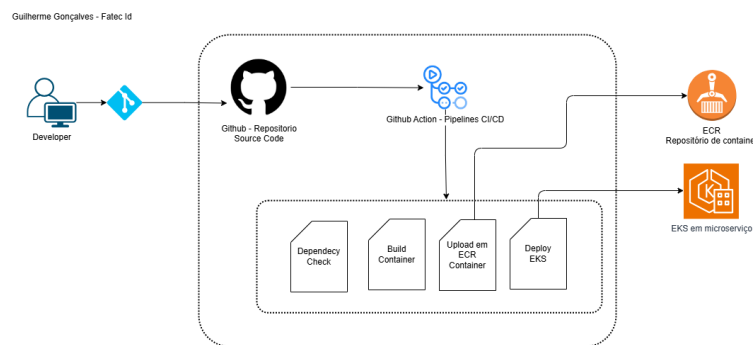 Guilherme Gonçalves - Fatec Id
Developer
Github - Repositorio
Source Code
Github Action - Pipelines CI/CD
ECR
Repositório de containe
EKS em microserviço
Dependecy
Check
Build
Container
Upload em
ECR
Container
Deploy
EKS